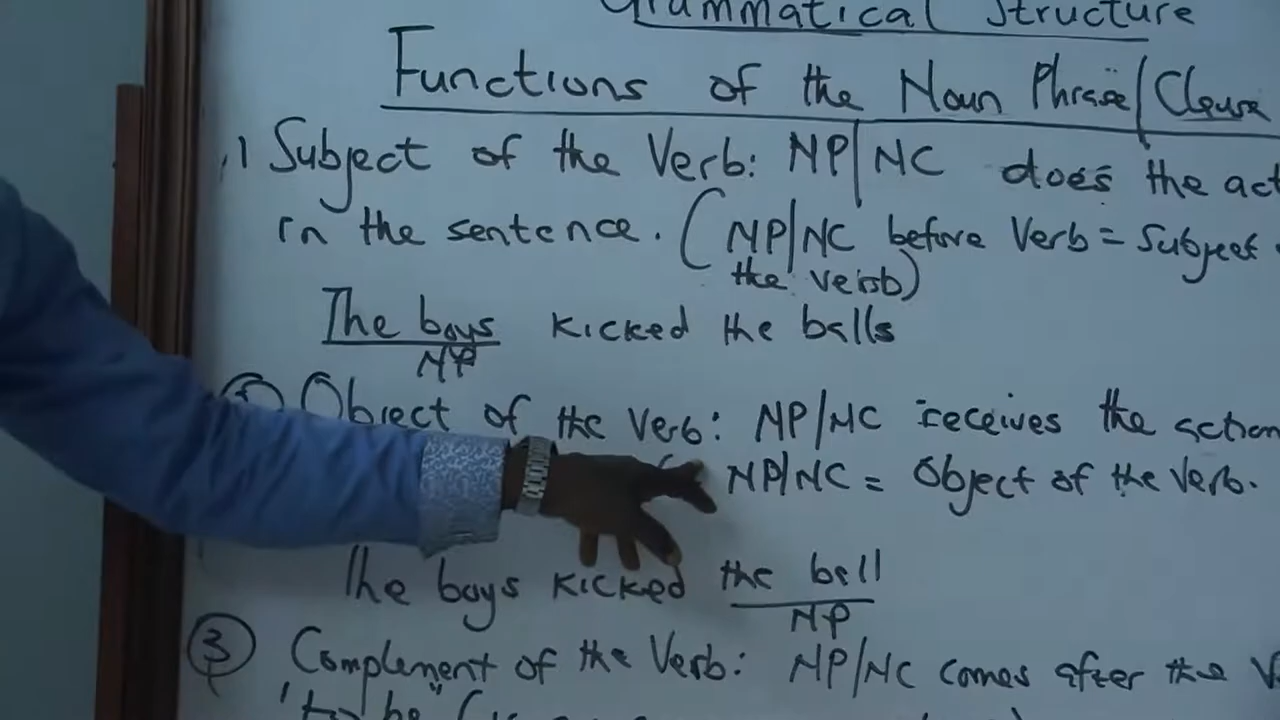 Grammatical Structure
Functions of the Noun Phrase/Clause
1 Subject of the Verb: NP/NC does the act
in the sentence. (NP/NC before Verb = Subject
the verb)
The boys kicked the balls
NP
Object of the Verb: NP/NC receives the action
NP/NC = Object of the Verb.
The boys kicked the ball
NP
3 Complement of the Verb: NP/NC comes after the V
"to be" (